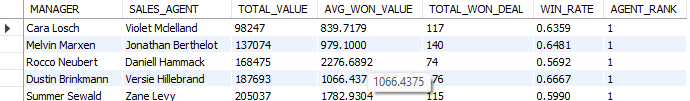 MANAGER SALES_AGENT TOTAL_VALUE AVG_WON_VALUE TOTAL_WON_DEAL WIN_RATE AGENT_RANK
Cara Losch Violet Mclelland 98247 839.7179 117 0.6359 1
Melvin Marxen Jonathan Berthelot 137074 979.1000 140 0.6481 1
Rocco Neubert Daniell Hammack 168475 2276.6892 74 0.5692 1
Dustin Brinkmann Versie Hillebrand 187693 1066.4375 0.6667 1
1066.4375
Summer Sewald Zane Levy 205037 1782.9304 115 0.5990 1